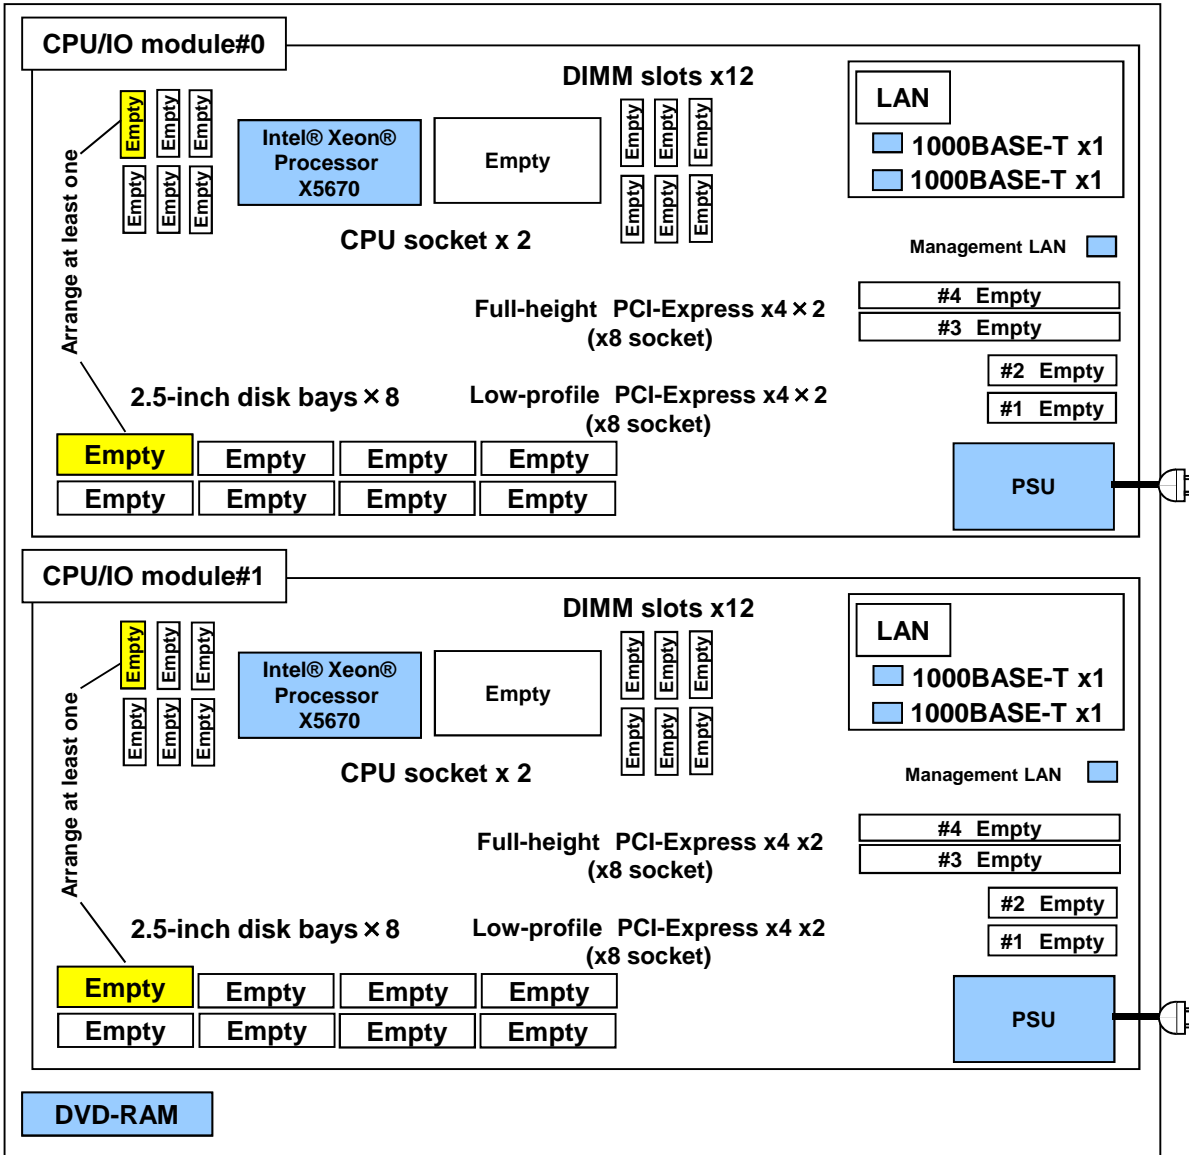 CPU/IO module#0
DIMM slots x12
Empty Empty Empty
Empty Empty Empty
Intel® Xeon®
Processor
X5670
Empty
Empty Empty Empty
Empty Empty Empty
CPU socket x 2
LAN
1000BASE-T x1
1000BASE-T x1
Management LAN
Arrange at least one
Full-height PCI-Express x4×2
(x8 socket)
#4 Empty
#3 Empty
2.5-inch disk bays×8
Low-profile PCI-Express x4×2
(x8 socket)
#2 Empty
#1 Empty
Empty Empty Empty Empty
Empty Empty Empty Empty
PSU
CPU/IO module#1
DIMM slots x12
Empty Empty Empty
Empty Empty Empty
Intel® Xeon®
Processor
X5670
Empty
Empty Empty Empty
Empty Empty Empty
CPU socket x 2
LAN
1000BASE-T x1
1000BASE-T x1
Management LAN
Arrange at least one
Full-height PCI-Express x4 x2
(x8 socket)
#4 Empty
#3 Empty
2.5-inch disk bays×8
Low-profile PCI-Express x4 x2
(x8 socket)
#2 Empty
#1 Empty
Empty Empty Empty Empty
Empty Empty Empty Empty
PSU
DVD-RAM